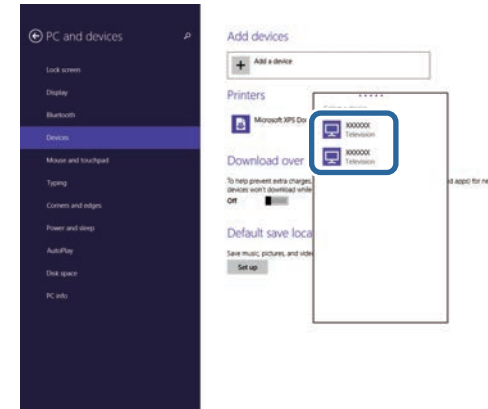 PC and devices
Lock screen
Display
Bluetooth
Devices
Mouse and touchpad
Typing
Corners and edges
Power and sleep
AutoPlay
Disk space
PC info
Add devices
Add a device
Printers
Microsoft XPS Do
XXXXXX
Television
XXXXXX
Television
Download over
To help prevent extra charges,
d apps) for ne
devices won't download while
Off
Default save loca
Save music, pictures, and vide
Set up